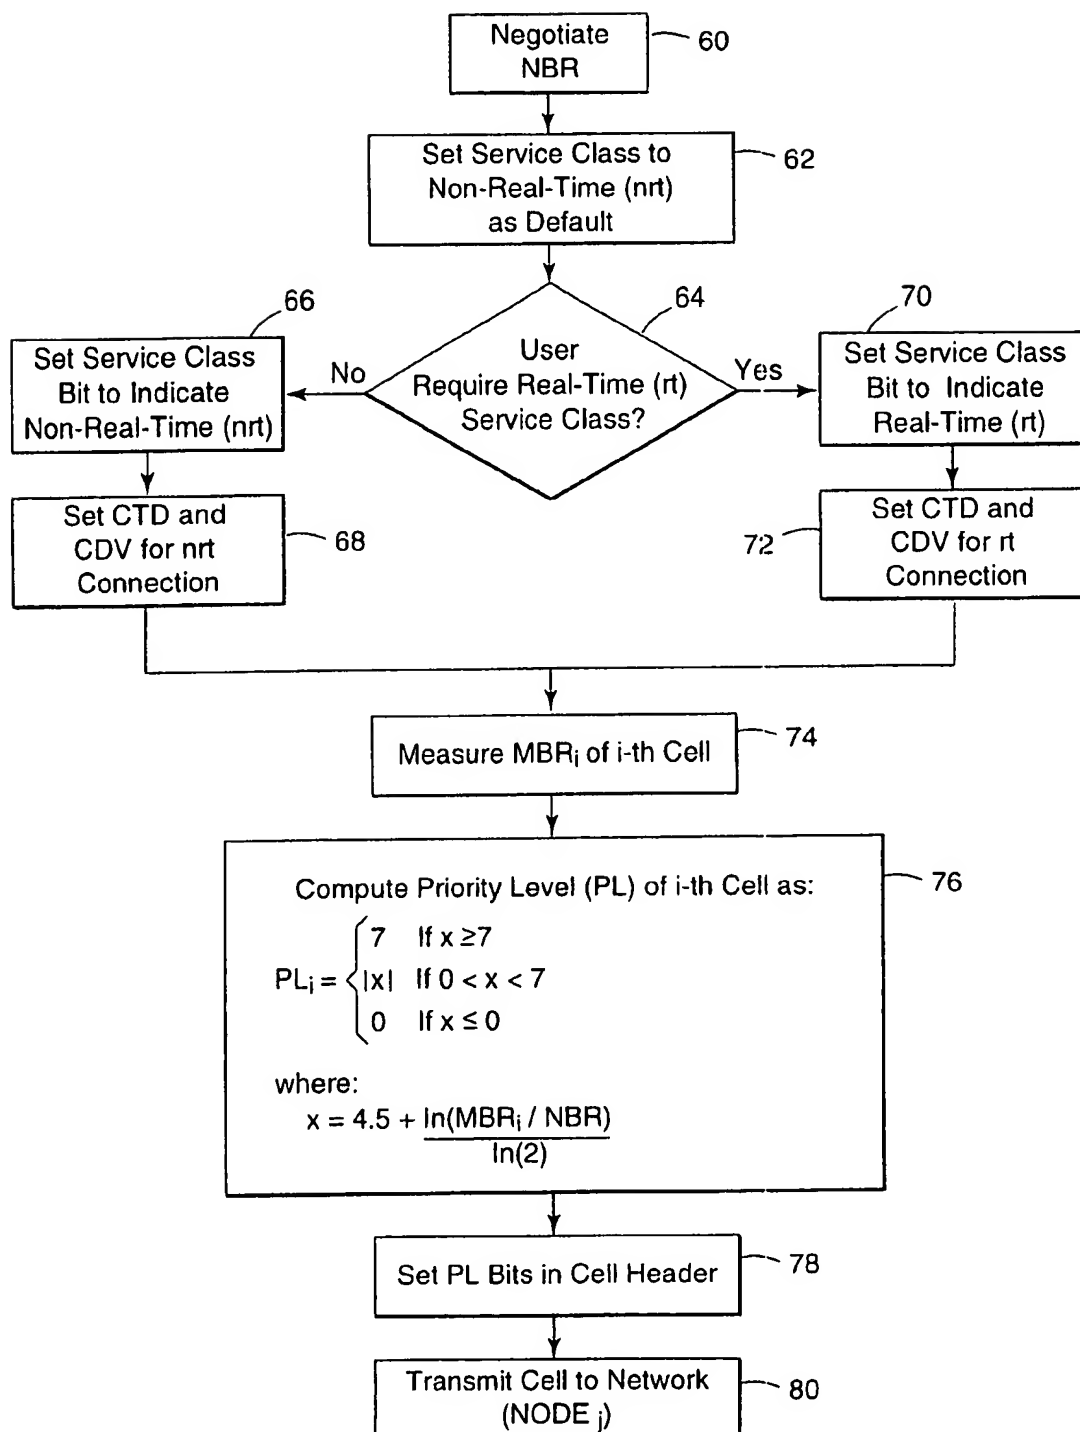 Negotiate
NBR
60
Set Service Class to
Non-Real-Time (nrt)
as Default
62
64
User
Require Real-Time (rt)
Service Class?
No
Yes
66
Set Service Class
Bit to Indicate
Non-Real-Time (nrt)
70
Set Service Class
Bit to Indicate
Real-Time (rt)
Set CTD and
CDV for nrt
Connection
68
72
Set CTD and
CDV for rt
Connection
Measure MBRi of i-th Cell
74
76
Compute Priority Level (PL) of i-th Cell as:
7 If x ≥7
PLi = |x| If 0 < x < 7
0 If x ≤ 0
where:
x = 4.5 + ln(MBRi / NBR)
ln(2)
Set PL Bits in Cell Header
78
Transmit Cell to Network
(NODE j)
80